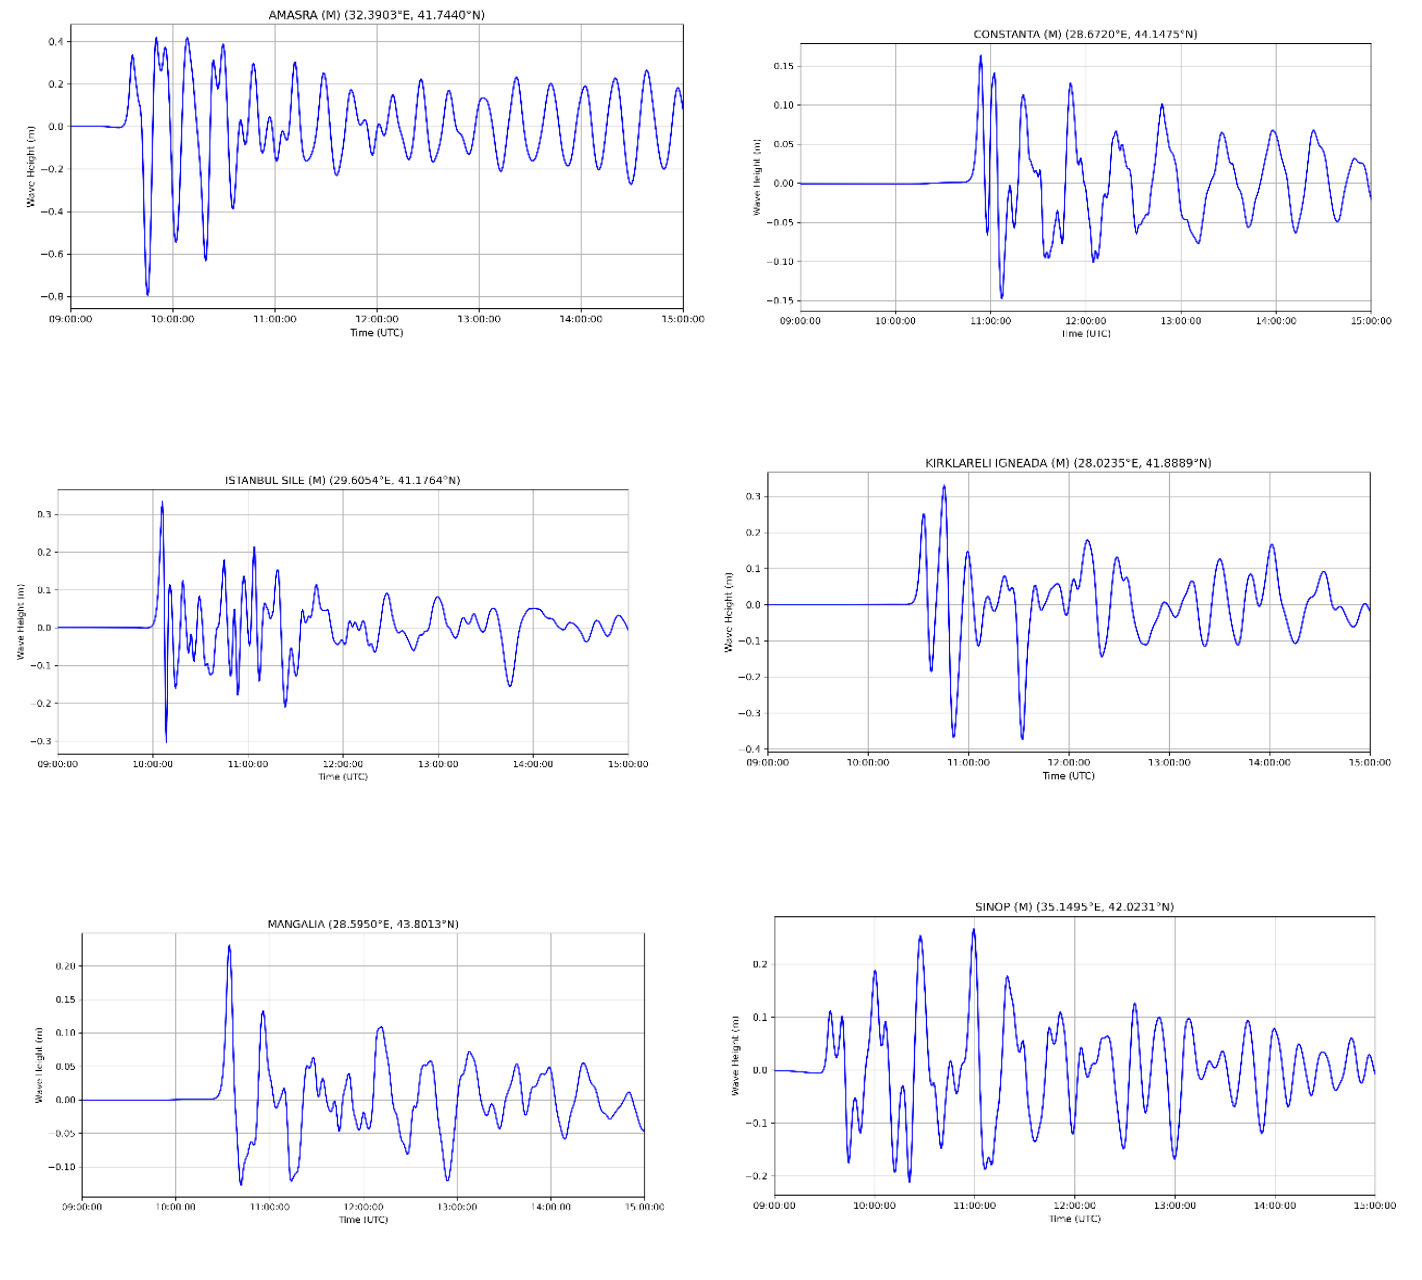 AMASRA (M) (32.3903°E, 41.7440°N)
0.4
0.2
0.0
−0.2
−0.4
−0.6
−0.8
Wave Height (m)
09:00:00 10:00:00 11:00:00 12:00:00 13:00:00 14:00:00 15:00:00
Time (UTC)
CONSTANTA (M) (28.6720°E, 44.1475°N)
0.15
0.10
0.05
0.00
−0.05
−0.10
−0.15
Wave Height (m)
09:00:00 10:00:00 11:00:00 12:00:00 13:00:00 14:00:00 15:00:00
Time (UTC)
ISTANBUL SILE (M) (29.6054°E, 41.1764°N)
0.3
0.2
0.1
0.0
−0.1
−0.2
−0.3
Wave Height (m)
09:00:00 10:00:00 11:00:00 12:00:00 13:00:00 14:00:00 15:00:00
Time (UTC)
KIRKLARELI IGNEADA (M) (28.0235°E, 41.8889°N)
0.3
0.2
0.1
0.0
−0.1
−0.2
−0.3
−0.4
Wave Height (m)
09:00:00 10:00:00 11:00:00 12:00:00 13:00:00 14:00:00 15:00:00
Time (UTC)
MANGALIA (28.5950°E, 43.8013°N)
0.20
0.15
0.10
0.05
0.00
−0.05
−0.10
Wave Height (m)
09:00:00 10:00:00 11:00:00 12:00:00 13:00:00 14:00:00 15:00:00
Time (UTC)
SINOP (M) (35.1495°E, 42.0231°N)
0.2
0.1
0.0
−0.1
−0.2
Wave Height (m)
09:00:00 10:00:00 11:00:00 12:00:00 13:00:00 14:00:00 15:00:00
Time (UTC)